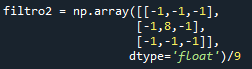 filtro2 = np.array([[-1,-1,-1],
[-1,8,-1],
[-1,-1,-1]],
dtype='float')/9